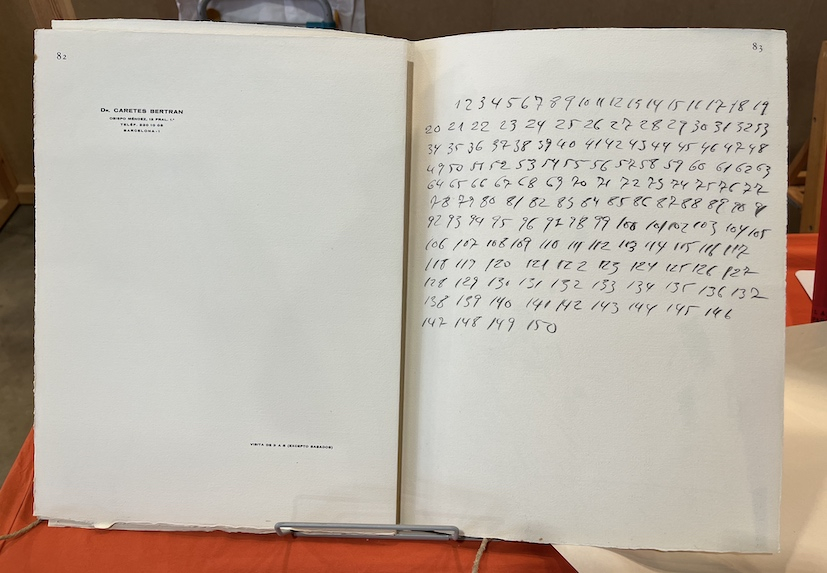 82
DR. CARETES BERTRAN
OBISPO MÉNDEZ, PRAL. 1.ª
TELÉF.
BARCELONA-1
VISITA DE A (EXCEPTO SABADOS)
83
1 2 3 4 5 6 7 8 9 10 11 12 13 14 15 16 17 18 19
20 21 22 23 24 25 26 27 28 29 30 31 32 33
34 35 36 37 38 39 40 41 42 43 44 45 46 47 48
49 50 51 52 53 54 55 56 57 58 59 60 61 62 63
64 65 66 67 68 69 70 71 72 73 74 75 76 77
78 79 80 81 82 83 84 85 86 87 88 89 90 91
92 93 94 95 96 97 98 99 100 101 102 103 104 105
106 107 108 109 110 111 112 113 114 115 116 117
118 119 120 121 122 123 124 125 126 127
128 129 130 131 132 133 134 135 136 137
138 139 140 141 142 143 144 145 146
147 148 149 150